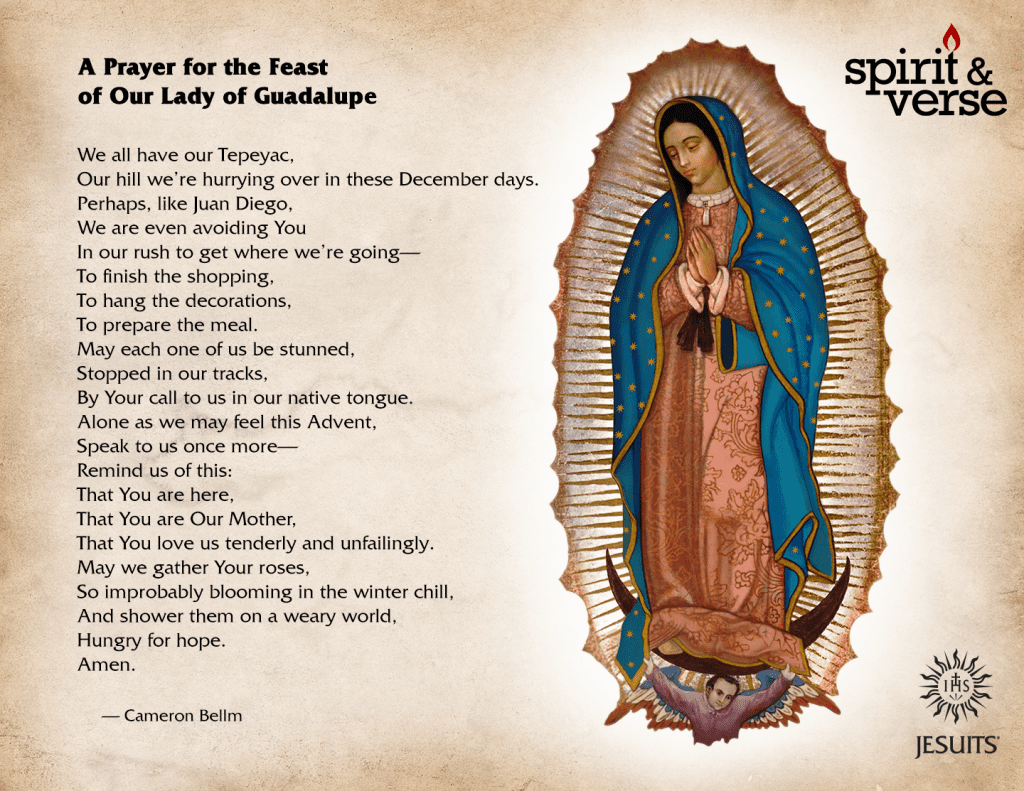 A Prayer for the Feast
of Our Lady of Guadalupe
We all have our Tepeyac,
Our hill we're hurrying over in these December days.
Perhaps, like Juan Diego,
We are even avoiding You
In our rush to get where we're going—
To finish the shopping,
To hang the decorations,
To prepare the meal.
May each one of us be stunned,
Stopped in our tracks,
By Your call to us in our native tongue.
Alone as we may feel this Advent,
Speak to us once more—
Remind us of this:
That You are here,
That You are Our Mother,
That You love us tenderly and unfailingly.
May we gather Your roses,
So improbably blooming in the winter chill,
And shower them on a weary world,
Hungry for hope.
Amen.
— Cameron Bellm
spirit &
verse
IHS
JESUITS